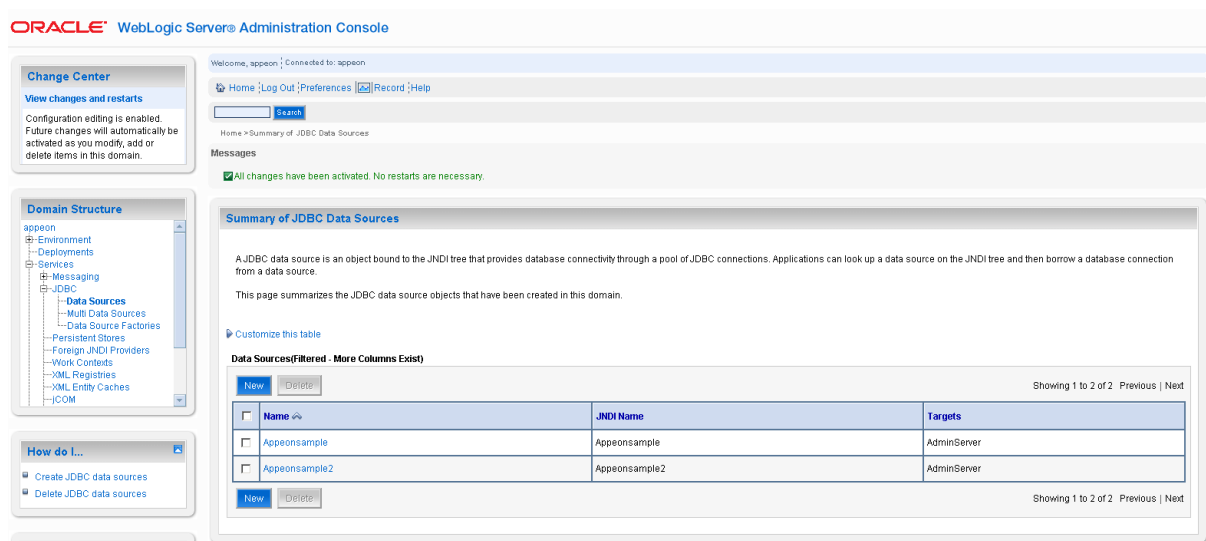 ORACLE WebLogic Server® Administration Console
Change Center
View changes and restarts
Configuration editing is enabled.
Future changes will automatically be
activated as you modify, add or
delete items in this domain.
Domain Structure
appeon
Environment
Deployments
Services
Messaging
JDBC
Data Sources
Multi Data Sources
Data Source Factories
Persistent Stores
Foreign JNDI Providers
Work Contexts
XML Registries
XML Entity Caches
jCOM
How do I...
Create JDBC data sources
Delete JDBC data sources
Welcome, appeon Connected to: appeon
Home Log Out Preferences Record Help
Search
Home >Summary of JDBC Data Sources
Messages
All changes have been activated. No restarts are necessary.
Summary of JDBC Data Sources
A JDBC data source is an object bound to the JNDI tree that provides database connectivity through a pool of JDBC connections. Applications can look up a data source on the JNDI tree and then borrow a database connection
from a data source.
This page summarizes the JDBC data source objects that have been created in this domain.
Customize this table
Data Sources(Filtered - More Columns Exist)
New Delete Showing 1 to 2 of 2 Previous | Next
Name JNDI Name Targets
Appeonsample Appeonsample AdminServer
Appeonsample2 Appeonsample2 AdminServer
New Delete Showing 1 to 2 of 2 Previous | Next